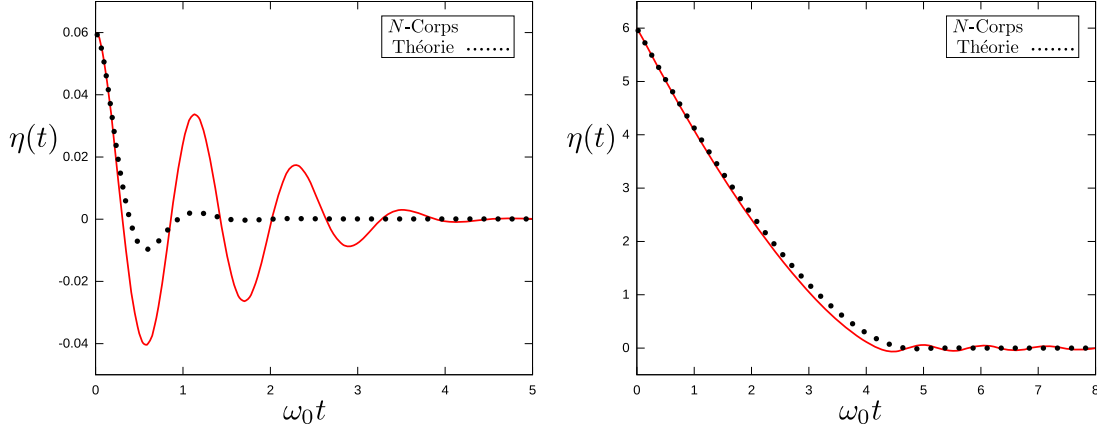 N-Corps
Théorie
0.06
0.04
0.02
0
-0.02
-0.04
η(t)
0 1 2 3 4 5
ω₀t
N-Corps
Théorie
6
5
4
3
2
1
0
η(t)
0 1 2 3 4 5 6 7 8
ω₀t